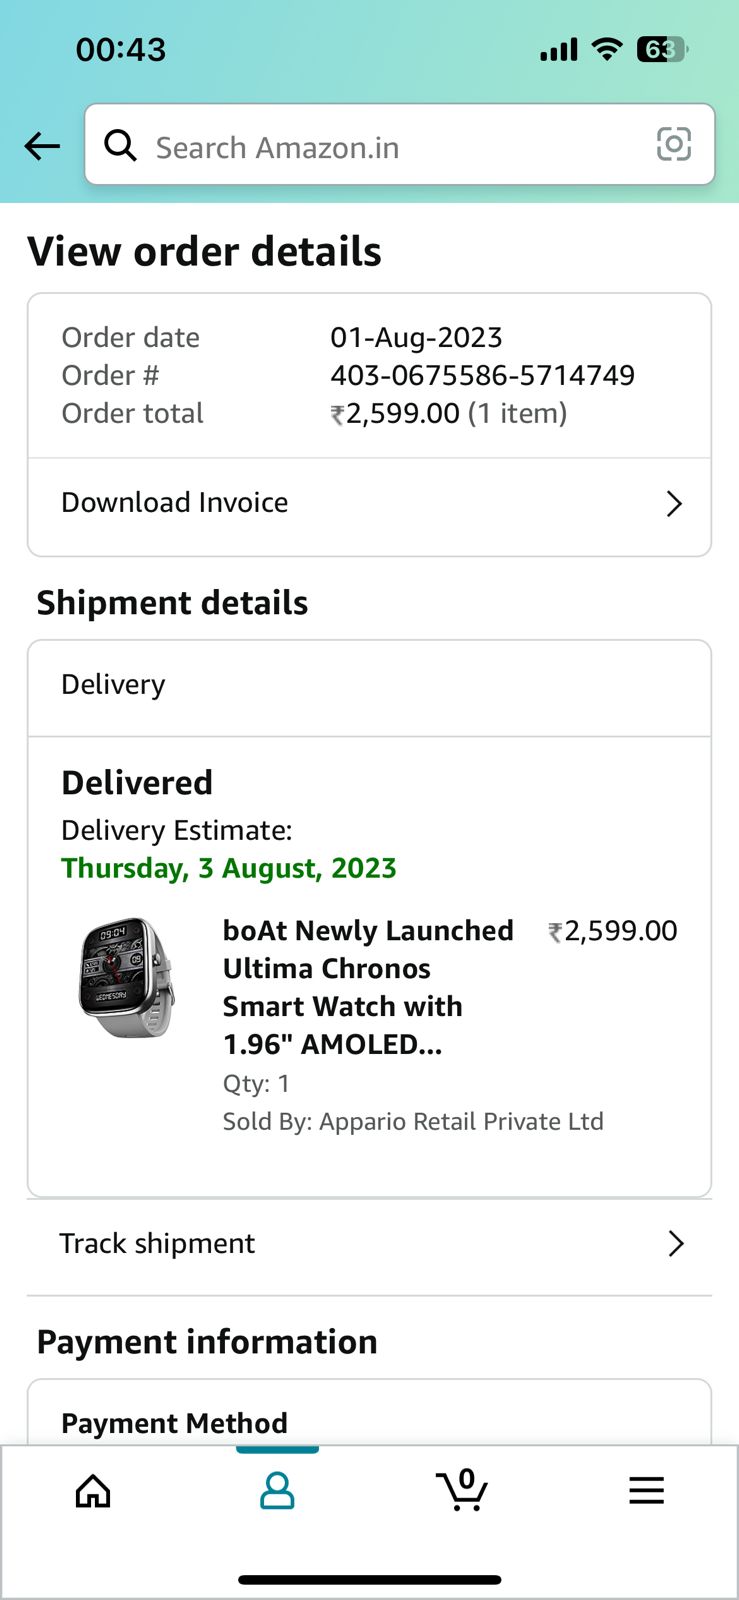 00:43
63
Search Amazon.in
View order details
Order date 01-Aug-2023
Order # 403-0675586-5714749
Order total ₹2,599.00 (1 item)
Download Invoice
Shipment details
Delivery
Delivered
Delivery Estimate:
Thursday, 3 August, 2023
09:04
09
WEDNESDAY
boAt Newly Launched ₹2,599.00
Ultima Chronos
Smart Watch with
1.96" AMOLED...
Qty: 1
Sold By: Appario Retail Private Ltd
Track shipment
Payment information
Payment Method
0